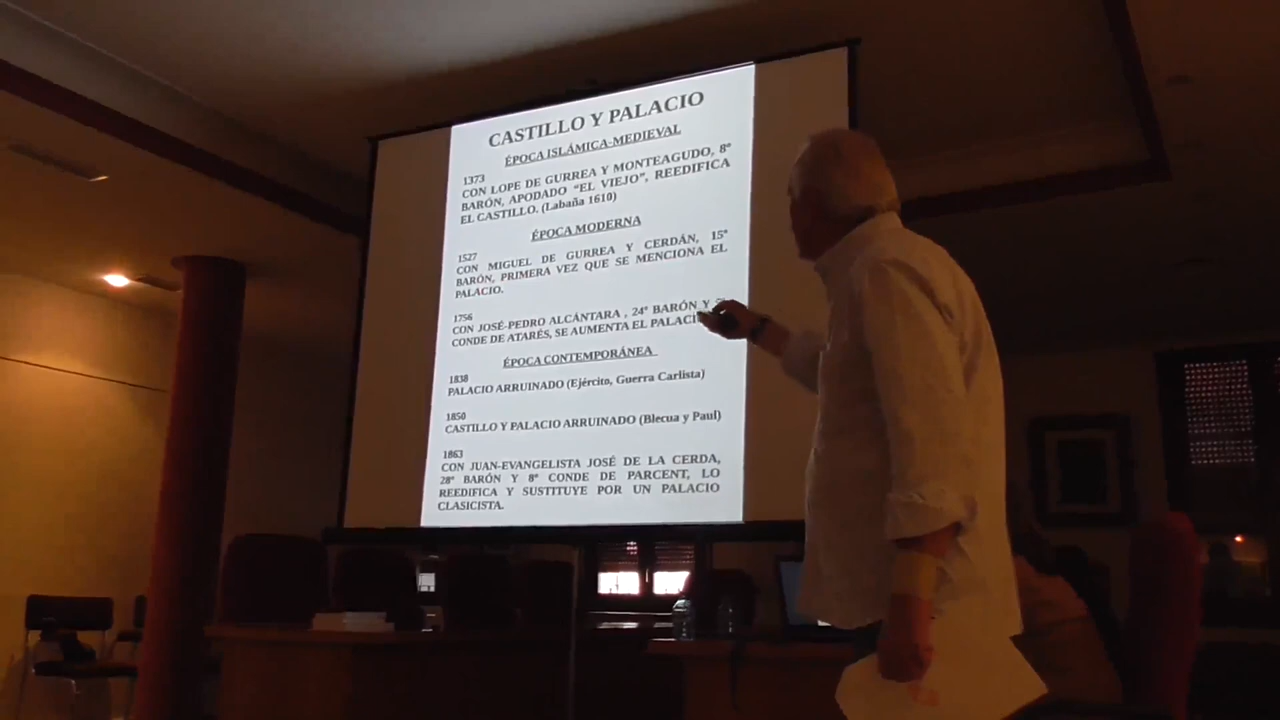 CASTILLO Y PALACIO
ÉPOCA ISLÁMICA-MEDIEVAL
1373
CON LOPE DE GURREA Y MONTEAGUDO, 8º
BARÓN, APODADO “EL VIEJO”, REEDIFICA
EL CASTILLO. (Labaña 1610)
ÉPOCA MODERNA
1527
CON MIGUEL DE GURREA Y CERDÁN, 15º
BARÓN, PRIMERA VEZ QUE SE MENCIONA EL
PALACIO.
1756
CON JOSÉ-PEDRO ALCÁNTARA , 24º BARÓN Y
CONDE DE ATARÉS, SE AUMENTA EL
ÉPOCA CONTEMPORÁNEA
1838
PALACIO ARRUINADO (Ejército, Guerra Carlista)
1850
CASTILLO Y PALACIO ARRUINADO (Blecua y Paul)
1863
CON JUAN-EVANGELISTA JOSÉ DE LA CERDA,
28º BARÓN Y 8º CONDE DE PARCENT, LO
REEDIFICA Y SUSTITUYE POR UN PALACIO
CLASICISTA.